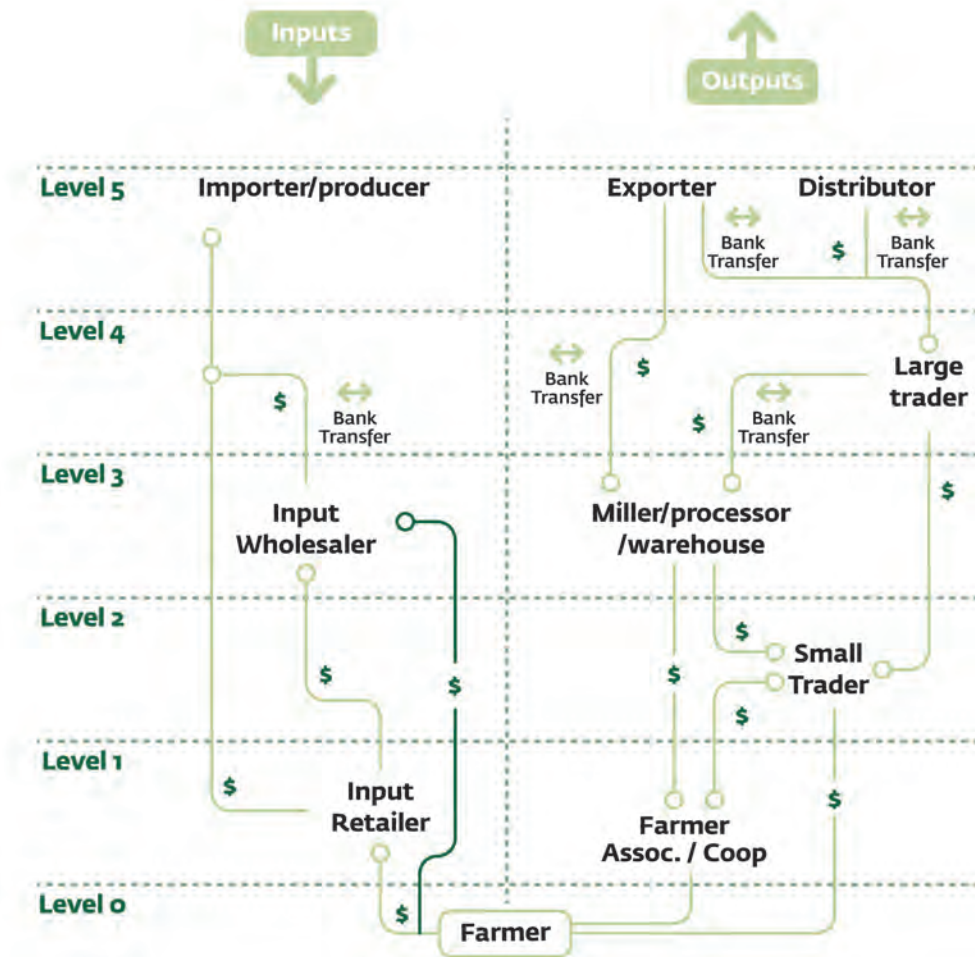 Inputs
Outputs
Level 5
Importer/producer
Exporter
Distributor
Bank
Transfer
$
Bank
Transfer
Level 4
Bank
Transfer
$
Large
trader
$
Bank
Transfer
$
Bank
Transfer
Level 3
$
Input
Wholesaler
Miller/processor
/warehouse
Level 2
$
Small
Trader
$
$
$
$
Level 1
$
Input
Retailer
$
Farmer
Assoc. / Coop
Level 0
$
Farmer